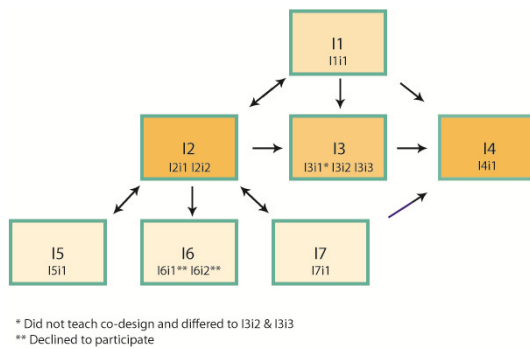 I1
I1i1
I2
I2i1 I2i2
I3
I3i1* I3i2 I3i3
I4
I4i1
I5
I5i1
I6
I6i1** I6i2**
I7
I7i1
* Did not teach co-design and differed to I3i2 & I3i3
** Declined to participate